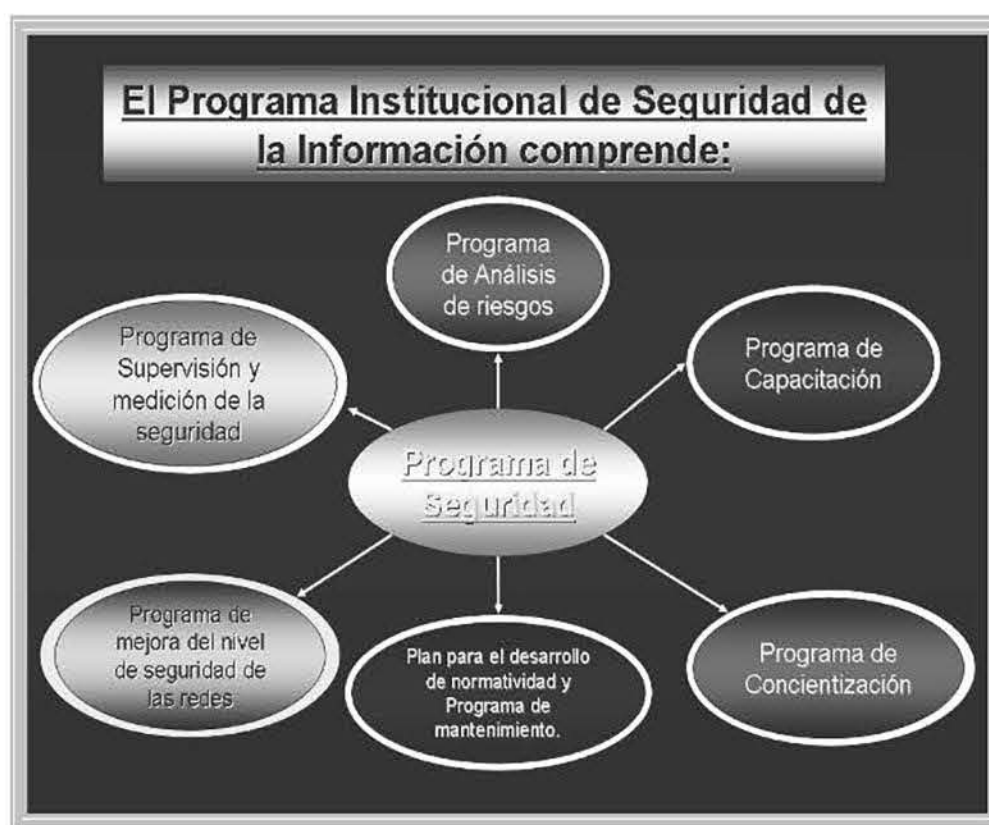 El Programa Institucional de Seguridad de
la Información comprende:
Programa
de Análisis
de riesgos
Programa de
Supervisión y
medición de la
seguridad
Programa de
Capacitación
Programa de
Seguridad
Programa de
mejora del nivel
de seguridad de
las redes
Plan para el desarrollo
de normatividad y
Programa de
mantenimiento.
Programa de
Concientización